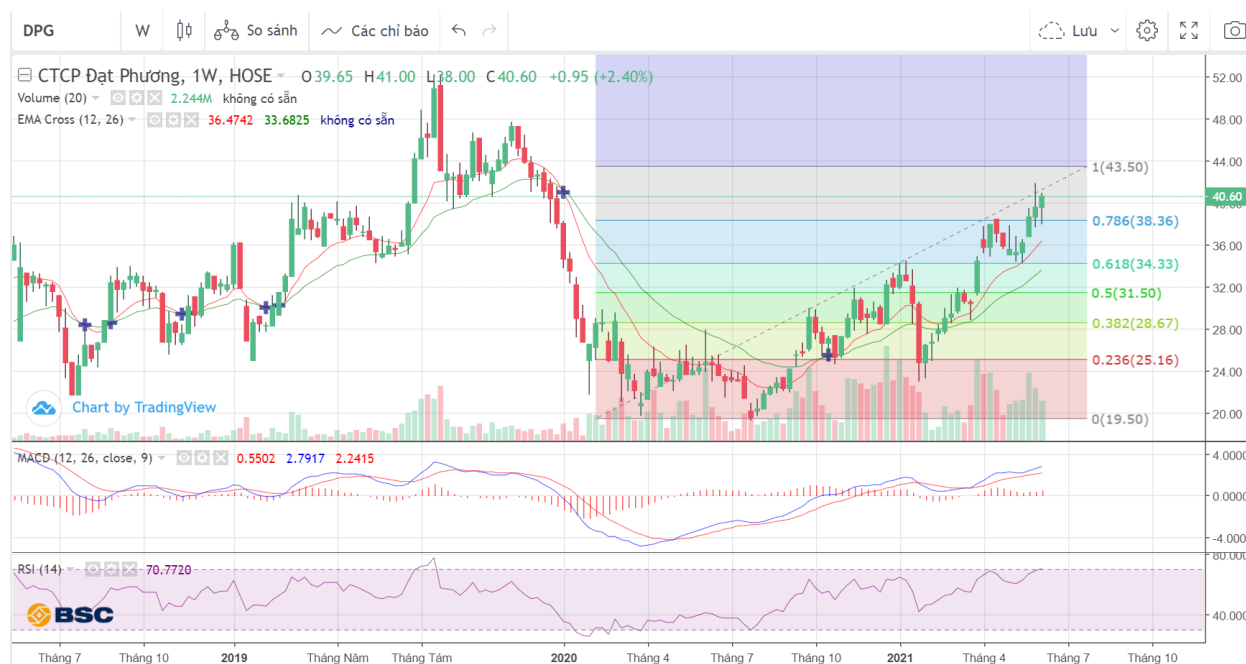 DPG W So sánh Các chỉ báo Lưu
CTCP Đạt Phương, 1W, HOSE O39.65 H41.00 L38.00 C40.60 +0.95 (+2.40%)
Volume (20) 2.244M không có sẵn
EMA Cross (12, 26) 36.4742 33.6825 không có sẵn
52.00
48.00
44.00
1(43.50)
40.60
40.00
0.786(38.36)
36.00
0.618(34.33)
32.00
0.5(31.50)
0.382(28.67)
28.00
0.236(25.16)
24.00
20.00
0(19.50)
Chart by TradingView
MACD (12, 26, close, 9) 0.5502 2.7917 2.2415
4.0000
0.0000
-4.0000
RSI (14) 70.7720
80.0000
40.0000
BSC
Tháng 7 Tháng 10 2019 Tháng Năm Tháng Tám 2020 Tháng 4 Tháng 7 Tháng 10 2021 Tháng 4 Tháng 7 Tháng 10